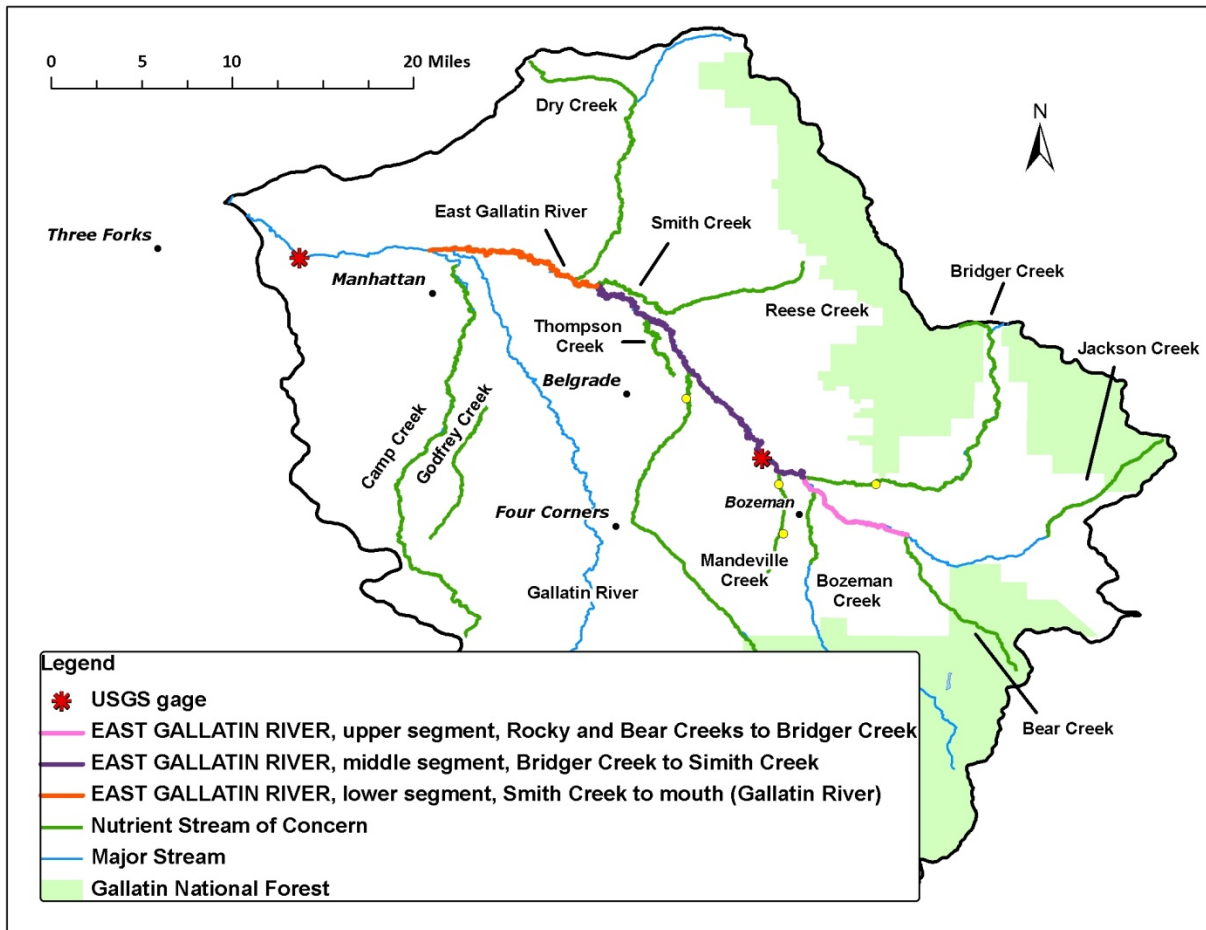 0 5 10 20 Miles
N
Dry Creek
East Gallatin River
Smith Creek
Three Forks
Bridger Creek
Manhattan
Reese Creek
Thompson
Creek
Jackson Creek
Belgrade
Camp Creek
Godfrey Creek
Four Corners
Bozeman
Mandeville
Creek
Bozeman
Creek
Gallatin River
Bear Creek
Legend
USGS gage
EAST GALLATIN RIVER, upper segment, Rocky and Bear Creeks to Bridger Creek
EAST GALLATIN RIVER, middle segment, Bridger Creek to Simith Creek
EAST GALLATIN RIVER, lower segment, Smith Creek to mouth (Gallatin River)
Nutrient Stream of Concern
Major Stream
Gallatin National Forest